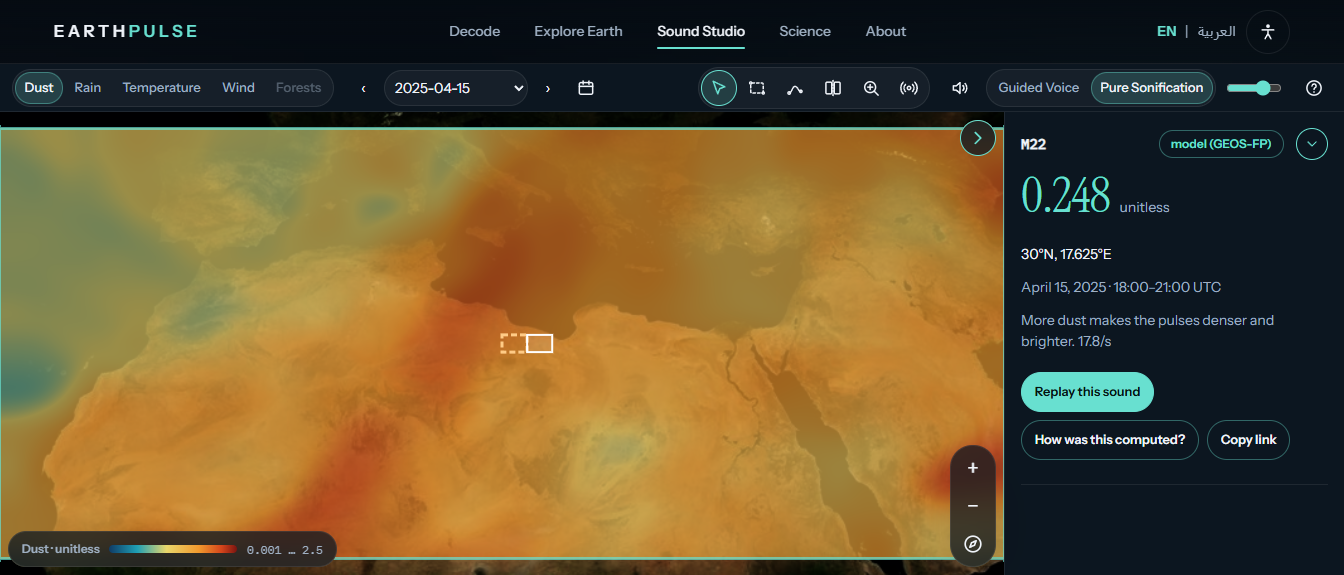 EARTHPULSE
Decode
Explore Earth
Sound Studio
Science
About
EN | العربية
Dust
Rain
Temperature
Wind
Forests
2025-04-15
Guided Voice
Pure Sonification
M22
model (GEOS-FP)
0.248 unitless
30°N, 17.625°E
April 15, 2025 · 18:00–21:00 UTC
More dust makes the pulses denser and
brighter. 17.8/s
Replay this sound
How was this computed?
Copy link
Dust · unitless
0.001 … 2.5